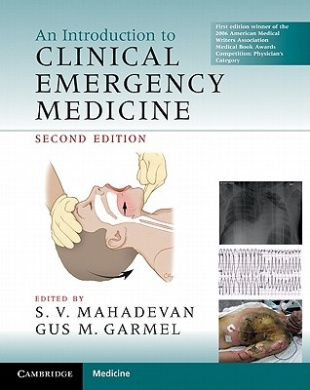 An Introduction to
CLINICAL
EMERGENCY
MEDICINE
SECOND EDITION
First edition winner of the
2006 American Medical
Writers Association
Medical Book Awards
Competition: Physician's
Category
EDITED BY
S. V. MAHADEVAN
GUS M. GARMEL
CAMBRIDGE
Medicine